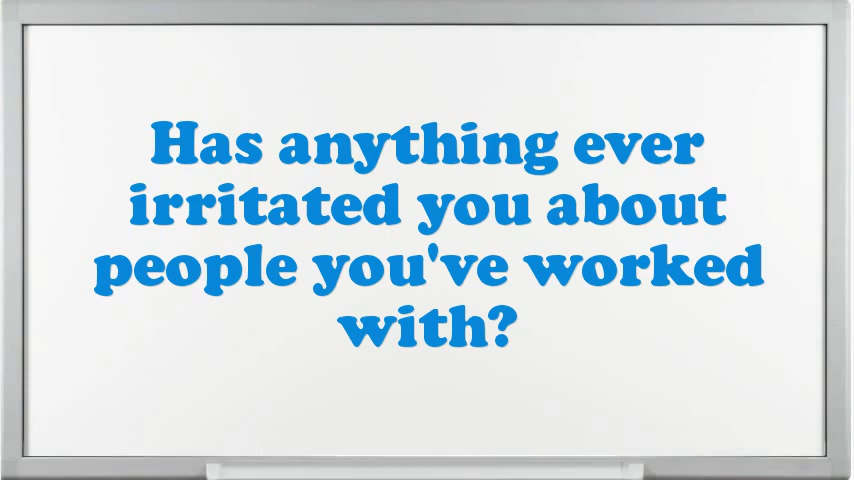 Has anything ever
irritated you about
people you've worked
with?